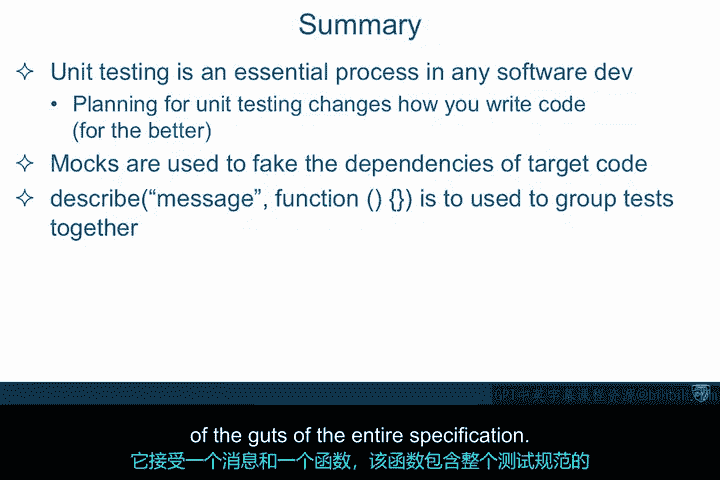 Summary
✧ Unit testing is an essential process in any software dev
• Planning for unit testing changes how you write code
(for the better)
✧ Mocks are used to fake the dependencies of target code
✧ describe(“message”, function () {}) is to used to group tests
together
of the guts of the entire specification.
它接受一个消息和一个函数，该函数包含整个测试规范的